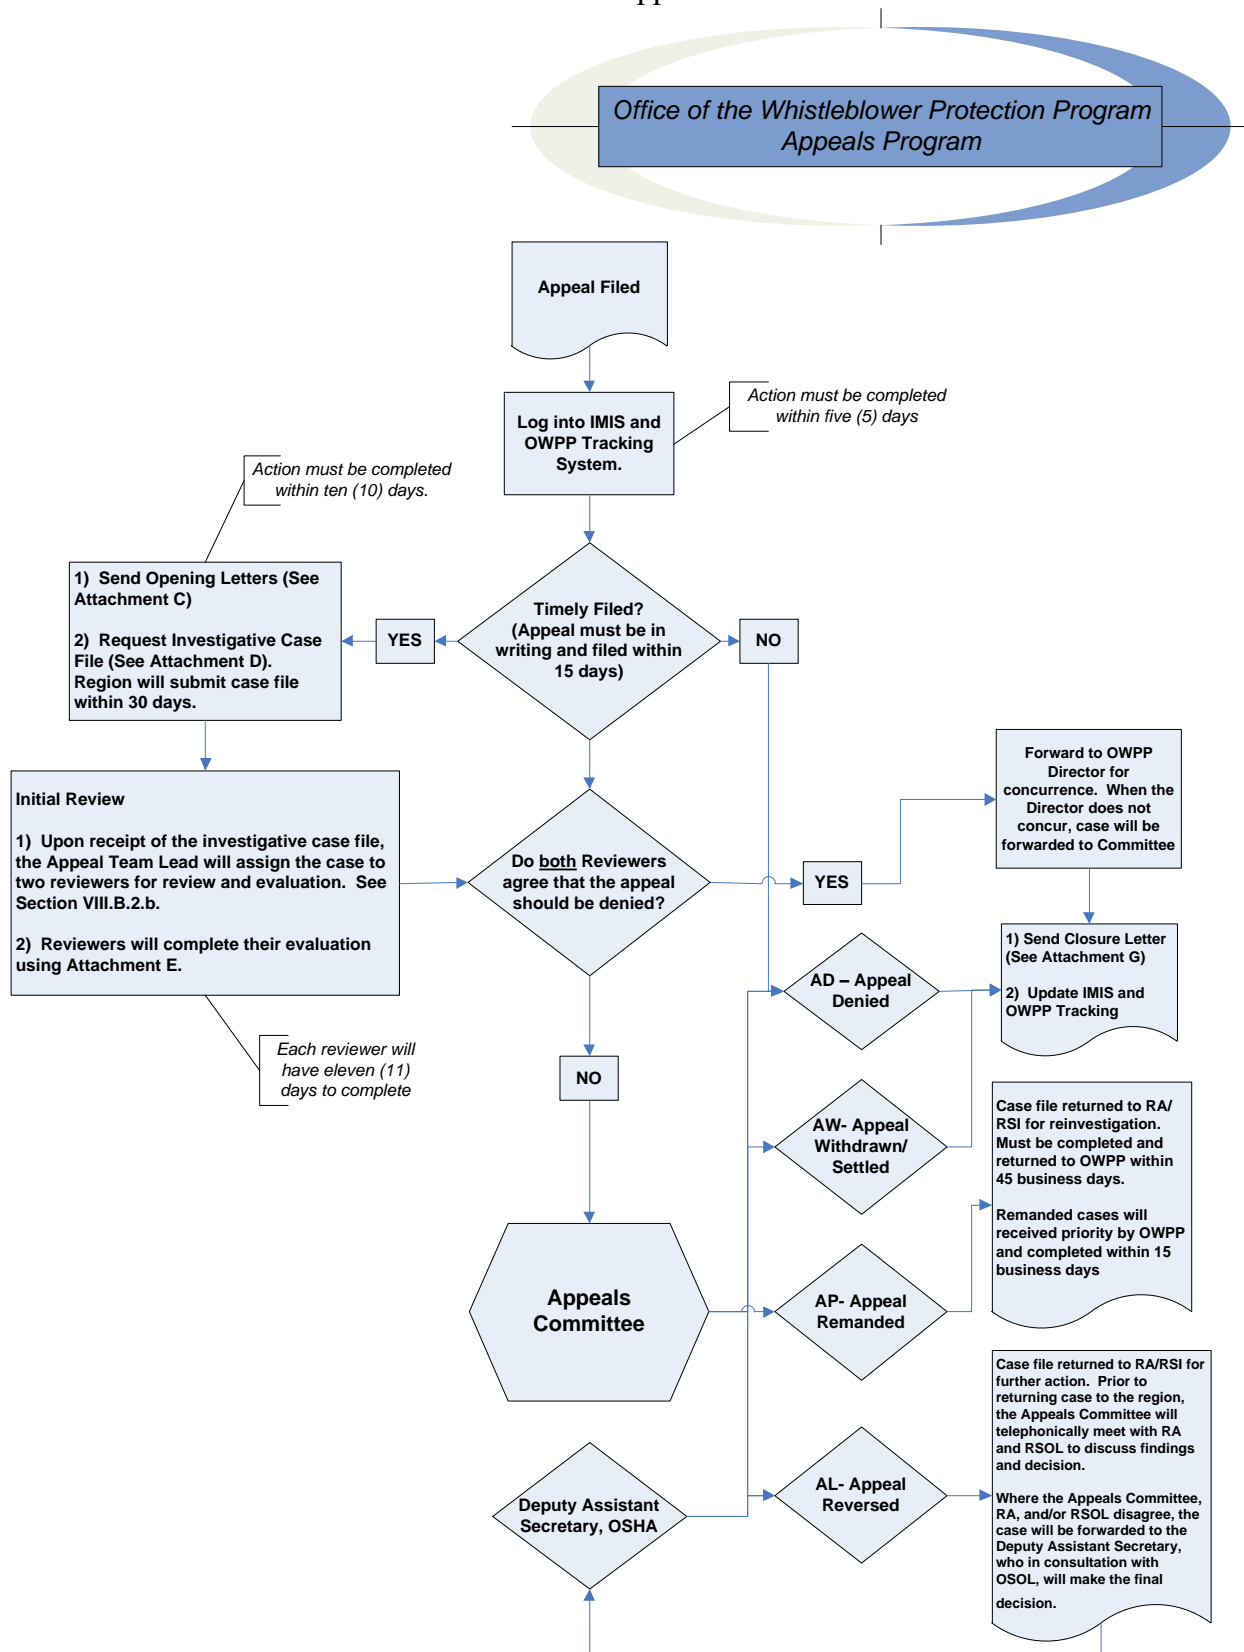 Office of the Whistleblower Protection Program
Appeals Program
Appeal Filed
Log into IMIS and
OWPP Tracking
System.
Action must be completed
within five (5) days
Action must be completed
within ten (10) days.
1) Send Opening Letters (See
Attachment C)
2) Request Investigative Case
File (See Attachment D).
Region will submit case file
within 30 days.
YES
Timely Filed?
(Appeal must be in
writing and filed within
15 days)
NO
Initial Review
1) Upon receipt of the investigative case file,
the Appeal Team Lead will assign the case to
two reviewers for review and evaluation. See
Section VIII.B.2.b.
2) Reviewers will complete their evaluation
using Attachment E.
Each reviewer will
have eleven (11)
days to complete
Do both Reviewers
agree that the appeal
should be denied?
YES
Forward to OWPP
Director for
concurrence. When the
Director does not
concur, case will be
forwarded to Committee
NO
AD – Appeal
Denied
1) Send Closure Letter
(See Attachment G)
2) Update IMIS and
OWPP Tracking
AW- Appeal
Withdrawn/
Settled
Case file returned to RA/
RSI for reinvestigation.
Must be completed and
returned to OWPP within
45 business days.
Remanded cases will
received priority by OWPP
and completed within 15
business days
Appeals
Committee
AP- Appeal
Remanded
Deputy Assistant
Secretary, OSHA
AL- Appeal
Reversed
Case file returned to RA/RSI for
further action. Prior to
returning case to the region,
the Appeals Committee will
telephonically meet with RA
and RSOL to discuss findings
and decision.
Where the Appeals Committee,
RA, and/or RSOL disagree, the
case will be forwarded to the
Deputy Assistant Secretary,
who in consultation with
OSOL, will make the final
decision.